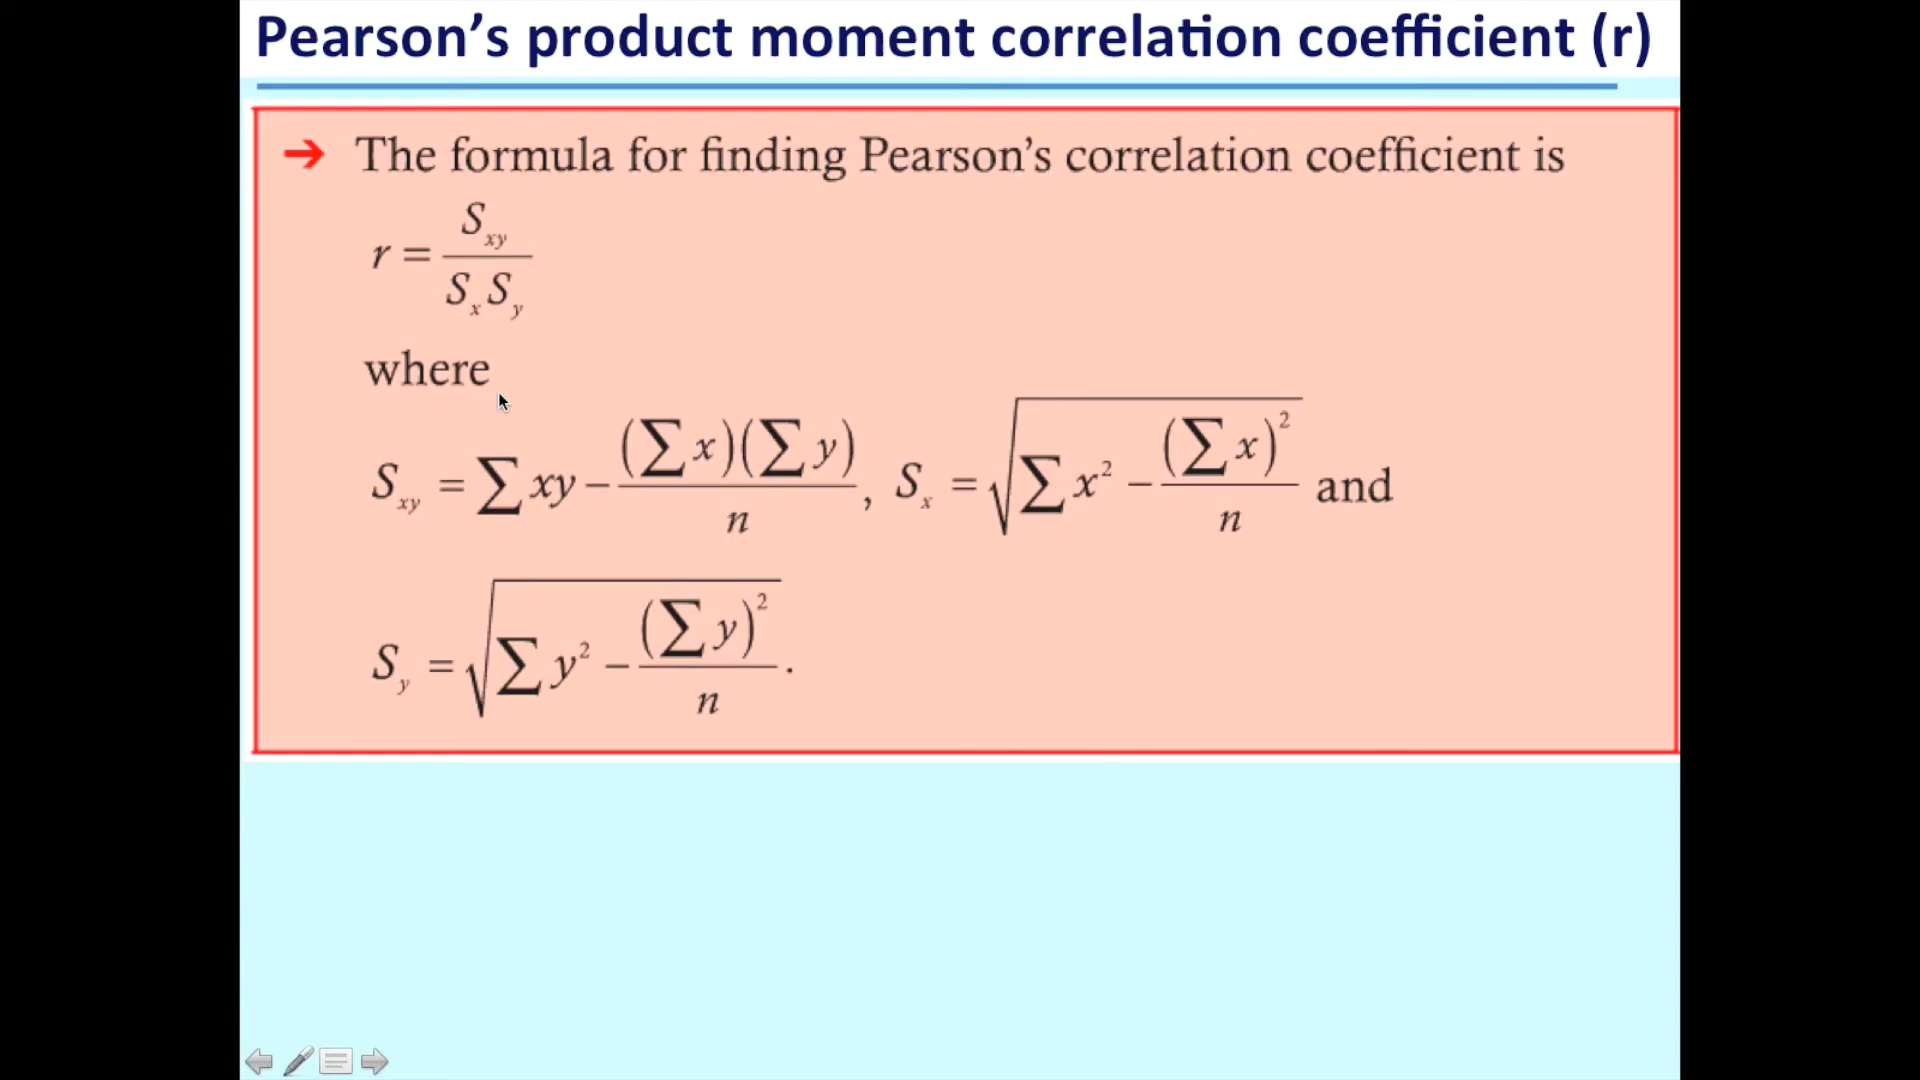 Pearson’s product moment correlation coefficient (r)
➔ The formula for finding Pearson’s correlation coefficient is
r = S_xy / (S_x S_y)
where
S_xy = ∑xy − (∑x)(∑y) / n , S_x = √(∑x² − (∑x)² / n) and
S_y = √(∑y² − (∑y)² / n) .